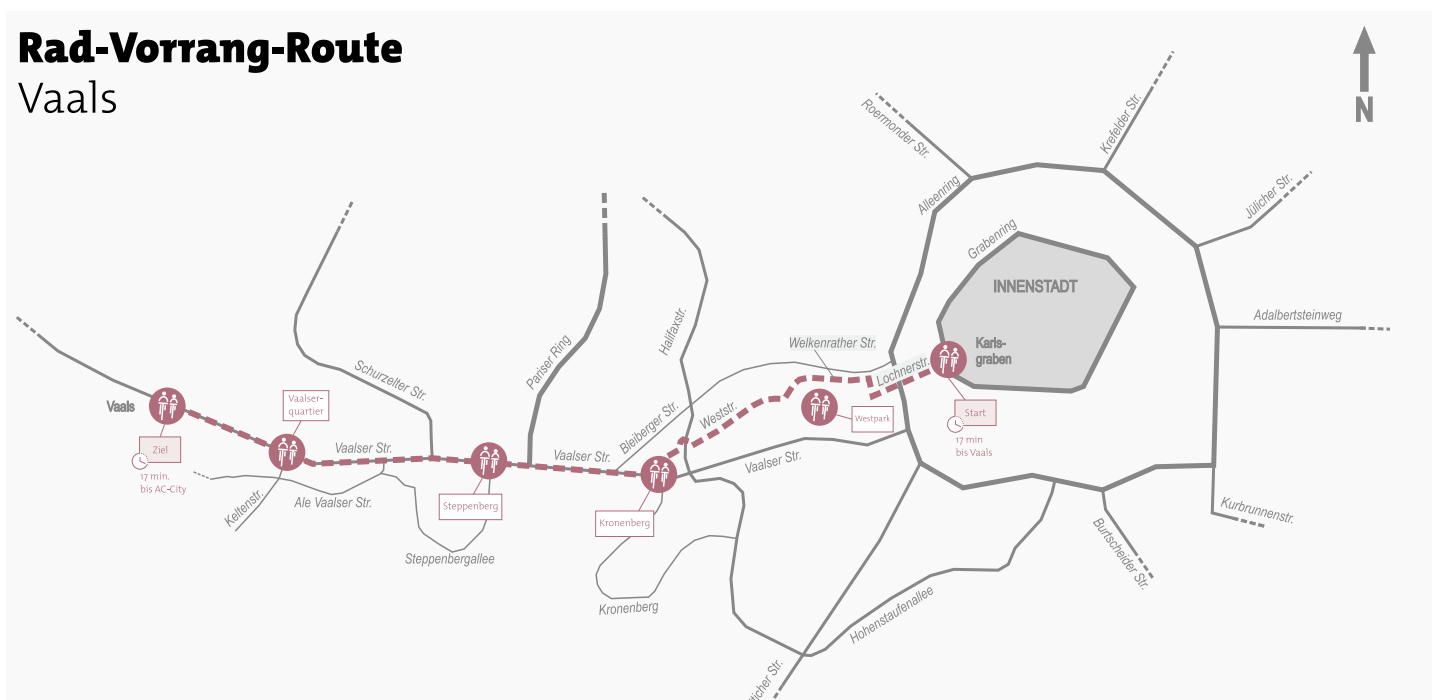 Rad-Vorrang-Route
Vaals
N
Roermonder Str.
Krefelder Str.
Jülicher Str.
Alleenring
Grabenring
INNENSTADT
Adalbertsteinweg
Halifaxstr.
Pariser Ring
Schurzelter Str.
Welkenrather Str.
Karls-
graben
Lochnerstr.
Vaals
Vaalser-
quartier
Bleiberger Str.
Weststr.
Westpark
Start
17 min
bis Vaals
Ziel
17 min.
bis AC-City
Vaalser Str.
Vaalser Str.
Vaalser Str.
Keltenstr.
Ale Vaalser Str.
Steppenberg
Kronenberg
Steppenbergallee
Kronenberg
Kurbrunnenstr.
Burtscheider Str.
Hohenstaufenallee